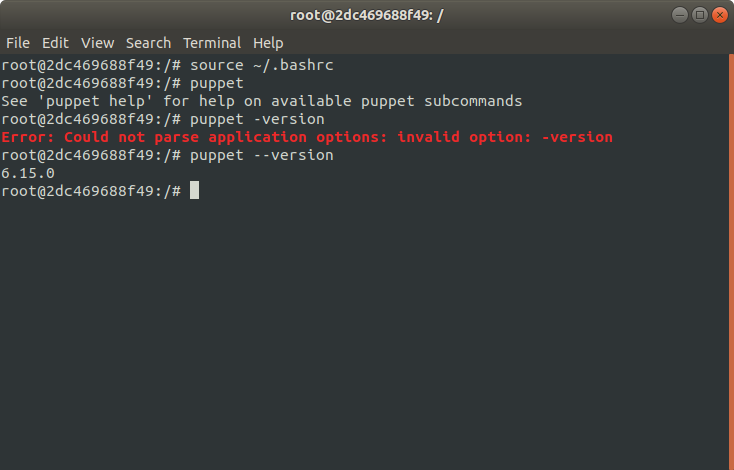 root@2dc469688f49: /
File Edit View Search Terminal Help
root@2dc469688f49:/# source ~/.bashrc
root@2dc469688f49:/# puppet
See 'puppet help' for help on available puppet subcommands
root@2dc469688f49:/# puppet -version
Error: Could not parse application options: invalid option: -version
root@2dc469688f49:/# puppet --version
6.15.0
root@2dc469688f49:/#